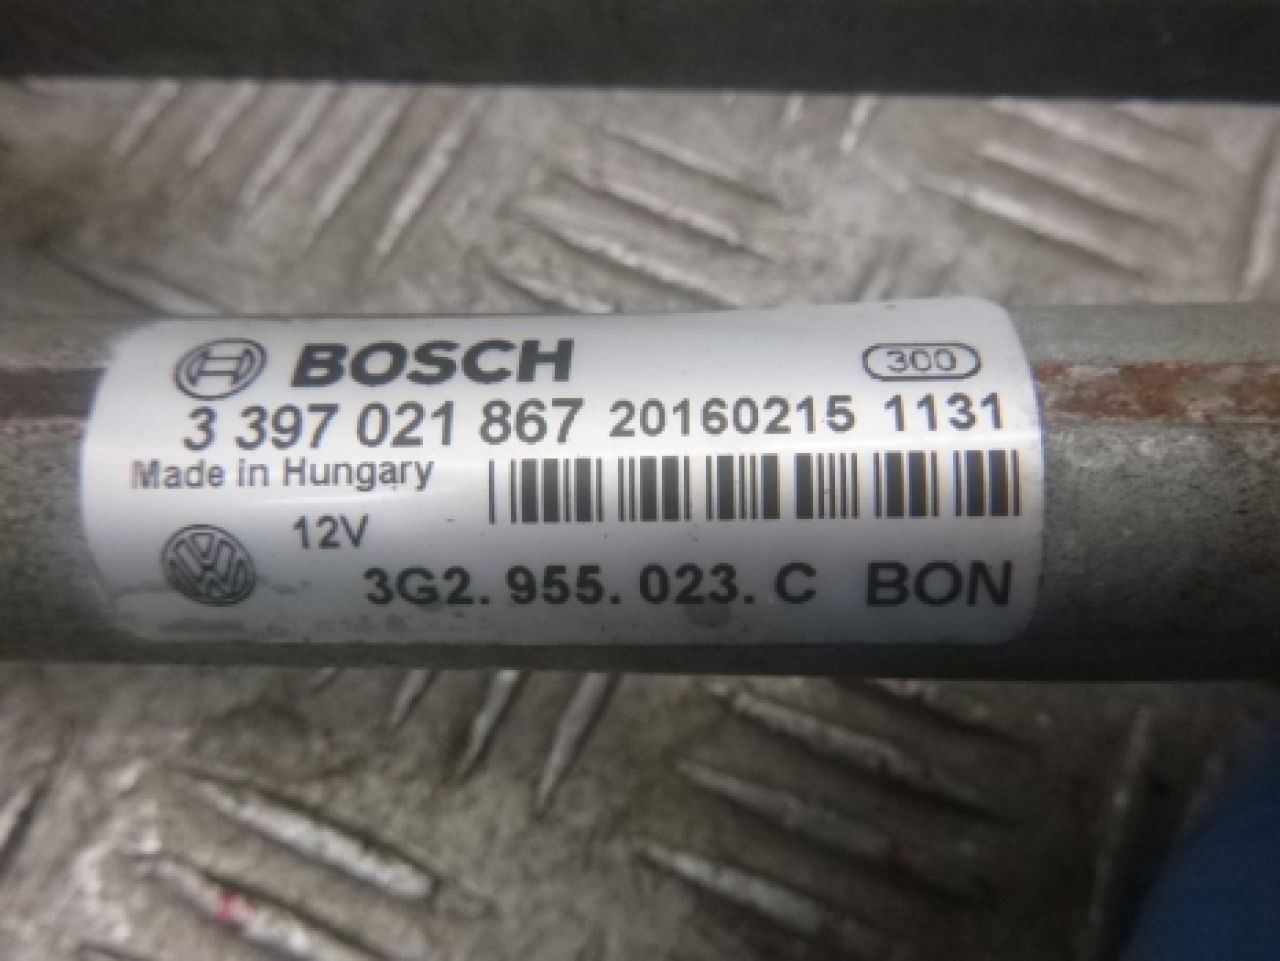 BOSCH 300
3 397 021 867 20160215 1131
Made in Hungary
12V
3G2. 955. 023. C BON